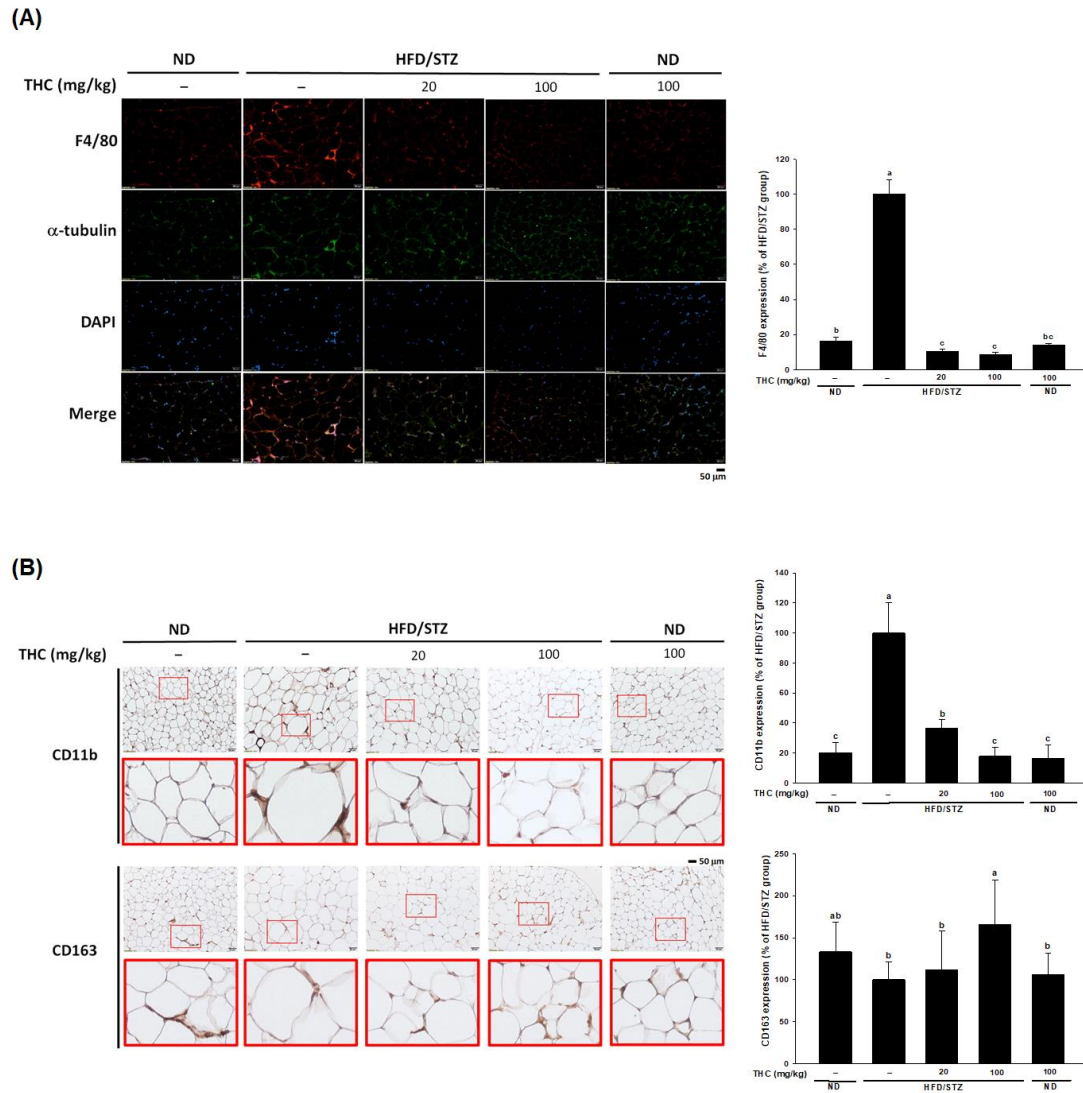 (A)
ND HFD/STZ ND
THC (mg/kg) – – 20 100 100
F4/80
α-tubulin
DAPI
Merge
50 μm
F4/80 expression (% of HFD/STZ group)
120
100
80
60
40
20
0
b a c c bc
THC (mg/kg) – – 20 100 100
ND HFD/STZ ND
(B)
ND HFD/STZ ND
THC (mg/kg) – – 20 100 100
CD11b
50 μm
CD163
CD11b expression (% of HFD/STZ group)
140
120
100
80
60
40
20
0
c a b c c
THC (mg/kg) – – 20 100 100
ND HFD/STZ ND
CD163 expression (% of HFD/STZ group)
250
200
150
100
50
0
ab b b a b
THC (mg/kg) – – 20 100 100
ND HFD/STZ ND